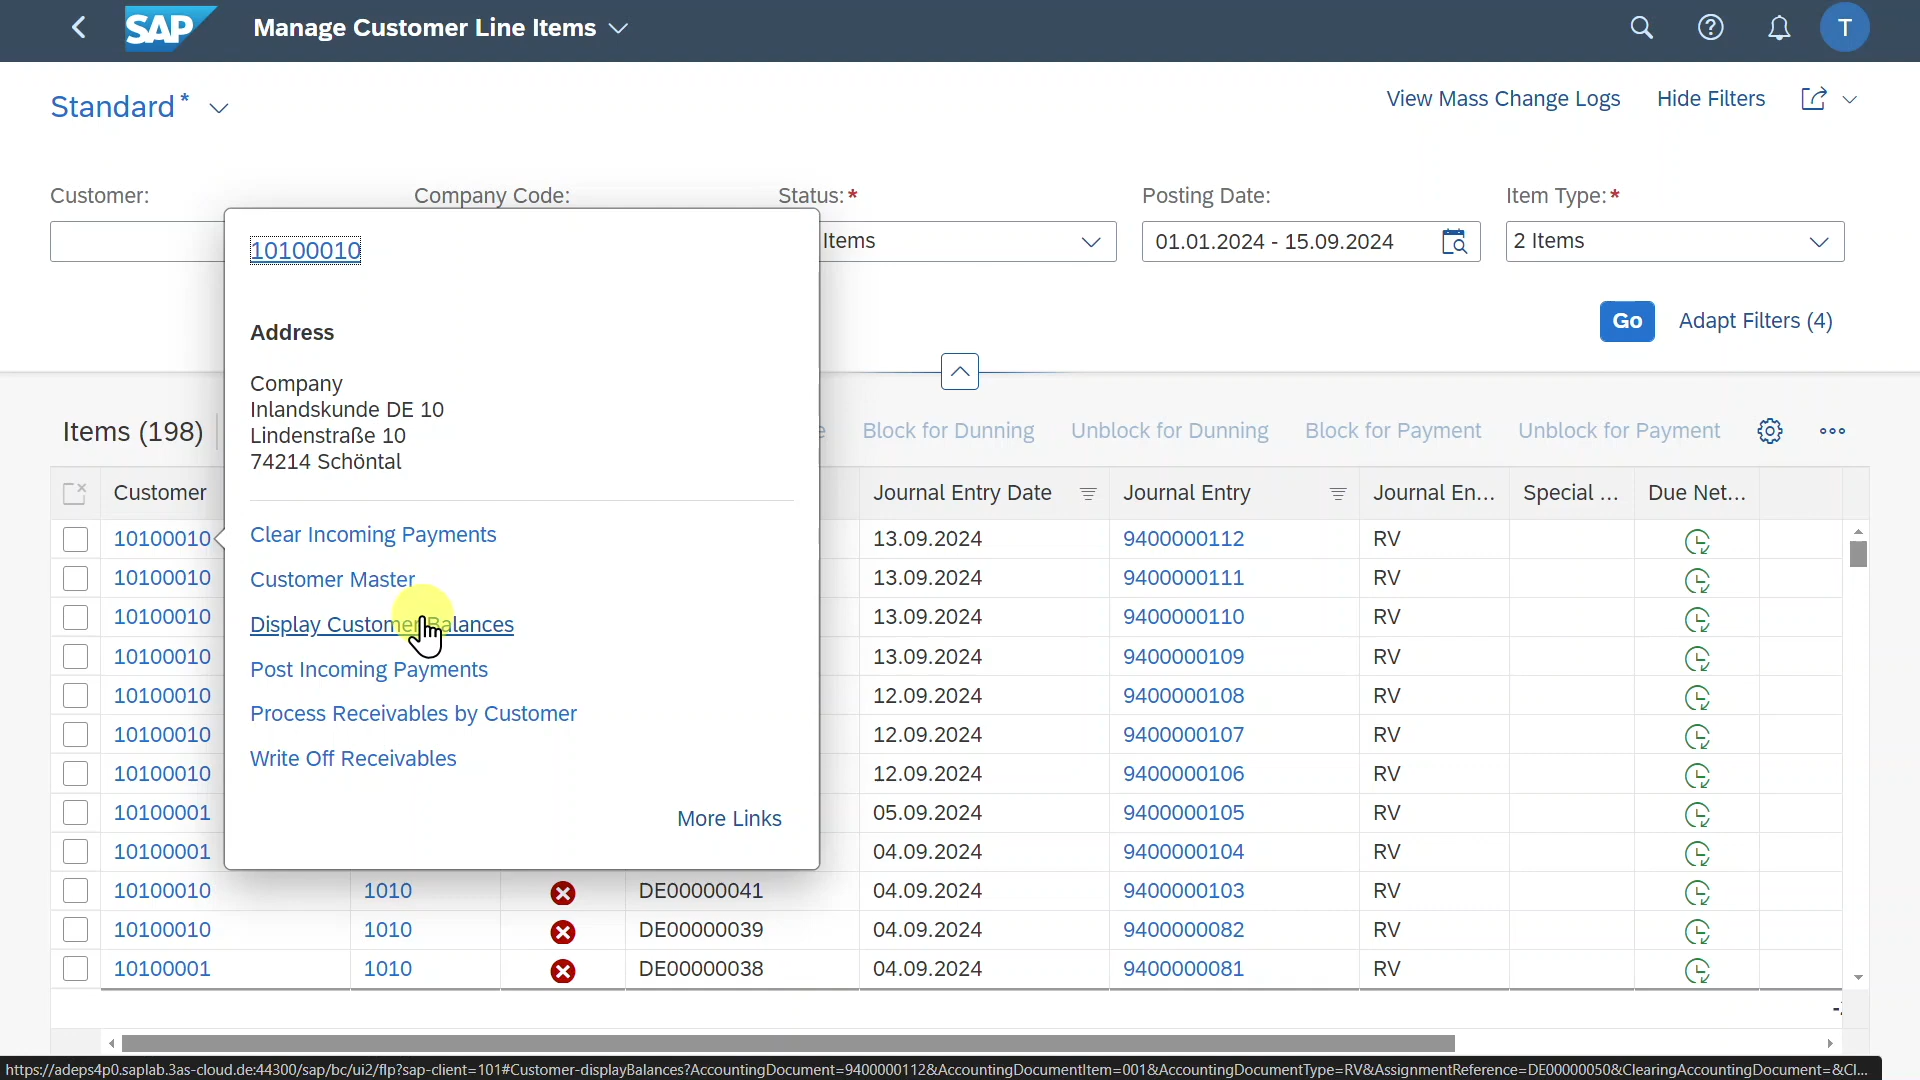 SAP Manage Customer Line Items T
Standard * View Mass Change Logs Hide Filters
Customer: Company Code: Status:* Posting Date: Item Type:*
10100010 Items 01.01.2024 - 15.09.2024 2 Items
Address Go Adapt Filters (4)
Company
Inlandskunde DE 10
Lindenstraße 10
74214 Schöntal
Items (198) Block for Dunning Unblock for Dunning Block for Payment Unblock for Payment
Customer Journal Entry Date Journal Entry Journal En... Special ... Due Net...
10100010 Clear Incoming Payments 13.09.2024 9400000112 RV
10100010 Customer Master 13.09.2024 9400000111 RV
10100010 Display Customer Balances 13.09.2024 9400000110 RV
10100010 Post Incoming Payments 13.09.2024 9400000109 RV
10100010 Process Receivables by Customer 12.09.2024 9400000108 RV
10100010 Write Off Receivables 12.09.2024 9400000107 RV
10100010 12.09.2024 9400000106 RV
10100001 More Links 05.09.2024 9400000105 RV
10100001 04.09.2024 9400000104 RV
10100010 1010 DE00000041 04.09.2024 9400000103 RV
10100010 1010 DE00000039 04.09.2024 9400000082 RV
10100001 1010 DE00000038 04.09.2024 9400000081 RV
https://adeps4p0.saplab.3as-cloud.de:44300/sap/bc/ui2/flp?sap-client=101#Customer-displayBalances?AccountingDocument=9400000112&AccountingDocumentItem=001&AccountingDocumentType=RV&AssignmentReference=DE00000050&ClearingAccountingDocument=&Cl...